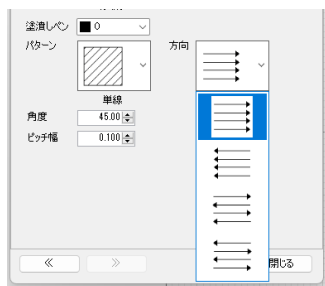 塗潰しペン 0
パターン 方向
単線
角度 45.00
ピッチ幅 0.100
≪ ≫ 閉じる